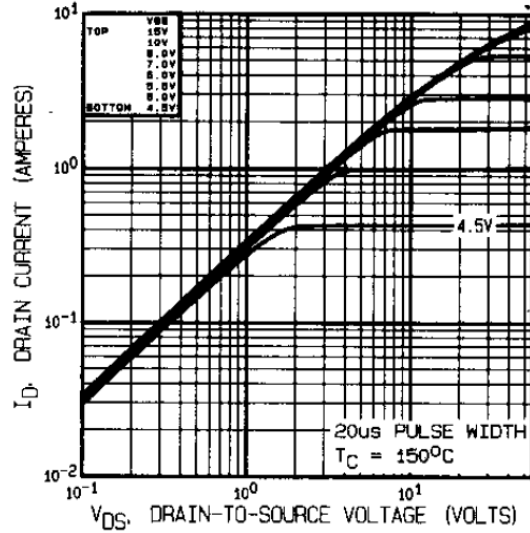 10¹
VGS
TOP 15V
10V
8.0V
7.0V
6.0V
5.5V
5.0V
BOTTOM 4.5V
10⁰
4.5V
10⁻¹
20us PULSE WIDTH
T_C = 150°C
10⁻²
10⁻¹ 10⁰ 10¹
I_D, DRAIN CURRENT (AMPERES)
V_DS, DRAIN-TO-SOURCE VOLTAGE (VOLTS)